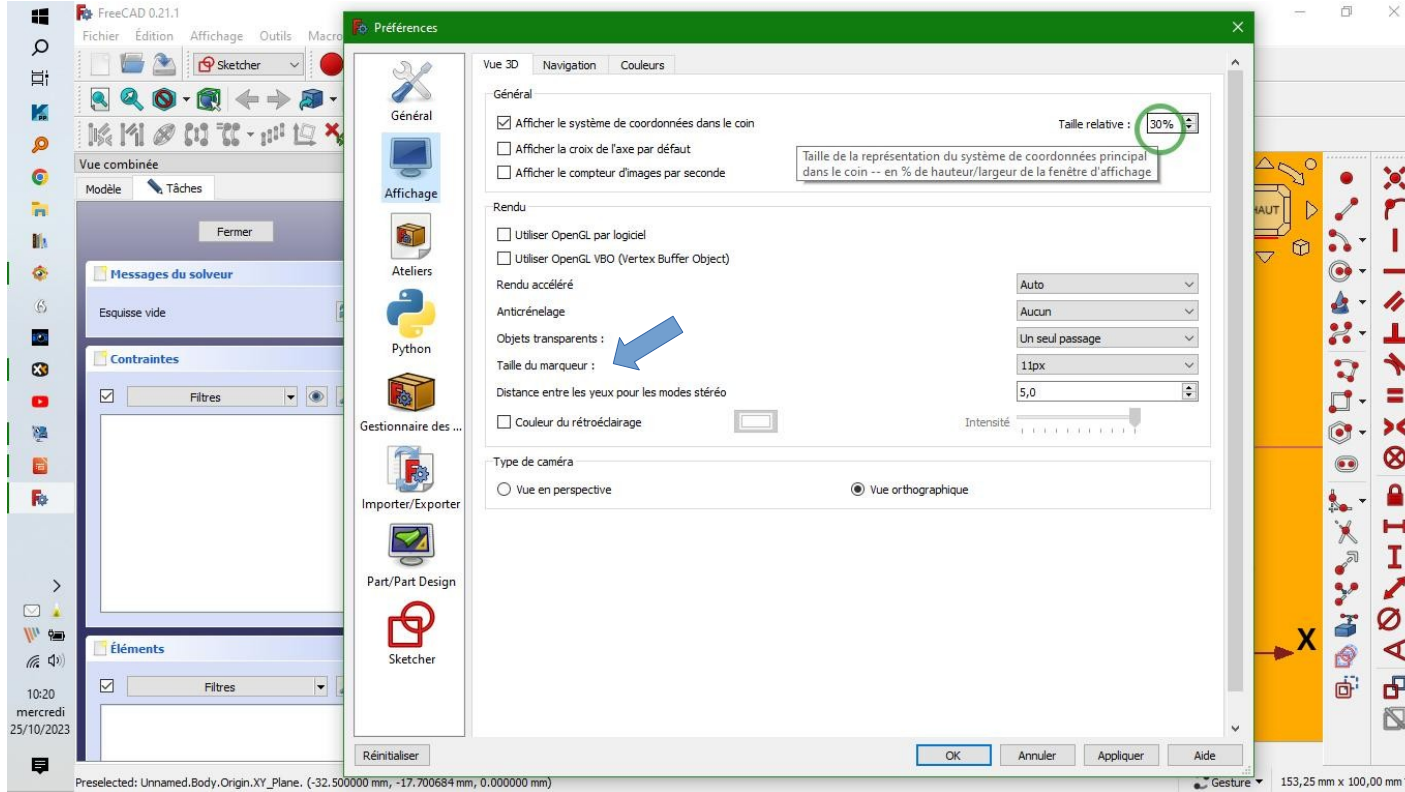 FreeCAD 0.21.1
Fichier Édition Affichage Outils Macro
Sketcher
Vue combinée
Modèle Tâches
Fermer
Messages du solveur
Esquisse vide
Contraintes
Filtres
Éléments
Filtres
Préférences
Général
Affichage
Ateliers
Python
Gestionnaire des ...
Importer/Exporter
Part/Part Design
Sketcher
Vue 3D Navigation Couleurs
Général
Afficher le système de coordonnées dans le coin Taille relative : 30%
Afficher la croix de l'axe par défaut
Afficher le compteur d'images par seconde
Taille de la représentation du système de coordonnées principal
dans le coin -- en % de hauteur/largeur de la fenêtre d'affichage
Rendu
Utiliser OpenGL par logiciel
Utiliser OpenGL VBO (Vertex Buffer Object)
Rendu accéléré Auto
Anticrénelage Aucun
Objets transparents : Un seul passage
Taille du marqueur : 11px
Distance entre les yeux pour les modes stéréo 5,0
Couleur du rétroéclairage Intensité
Type de caméra
Vue en perspective Vue orthographique
Réinitialiser OK Annuler Appliquer Aide
HAUT
X
10:20
mercredi
25/10/2023
Preselected: Unnamed.Body.Origin.XY_Plane. (-32.500000 mm, -17.700684 mm, 0.000000 mm)
Gesture 153,25 mm x 100,00 mm